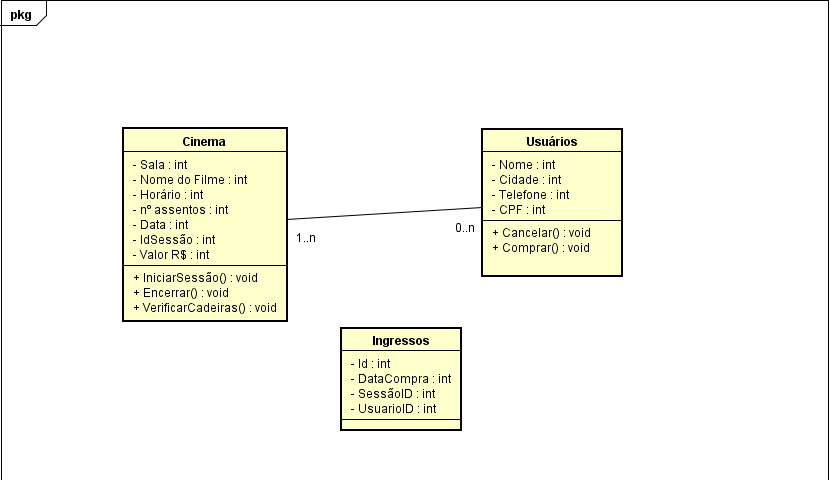 pkg
Cinema
- Sala : int
- Nome do Filme : int
- Horário : int
- nº assentos : int
- Data : int
- IdSessão : int
- Valor R$ : int
+ IniciarSessão() : void
+ Encerrar() : void
+ VerificarCadeiras() : void
1..n
0..n
Usuários
- Nome : int
- Cidade : int
- Telefone : int
- CPF : int
+ Cancelar() : void
+ Comprar() : void
Ingressos
- Id : int
- DataCompra : int
- SessãoID : int
- UsuarioID : int